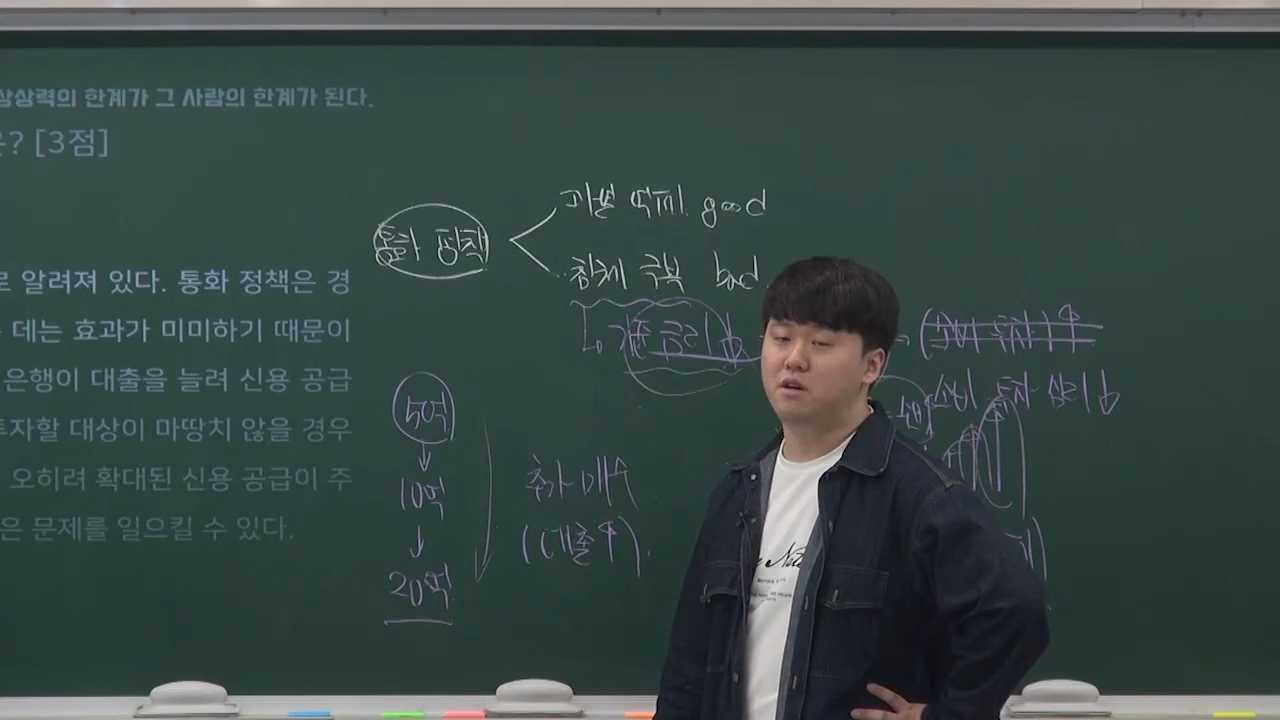 상상력의 한계가 그 사람의 한계가 된다.
? [3점]
로 알려져 있다. 통화 정책은 경
데는 효과가 미미하기 때문이
은행이 대출을 늘려 신용 공급
투자할 대상이 마땅치 않을 경우
오히려 확대된 신용 공급이 주
은 문제를 일으킬 수 있다.
통화 정책
과열 억제 good
침체 극복 bad
기준 금리↓
소비 투자 심리↓
5억
↓
10억
↓
20억
추가 매수
(대출↑).